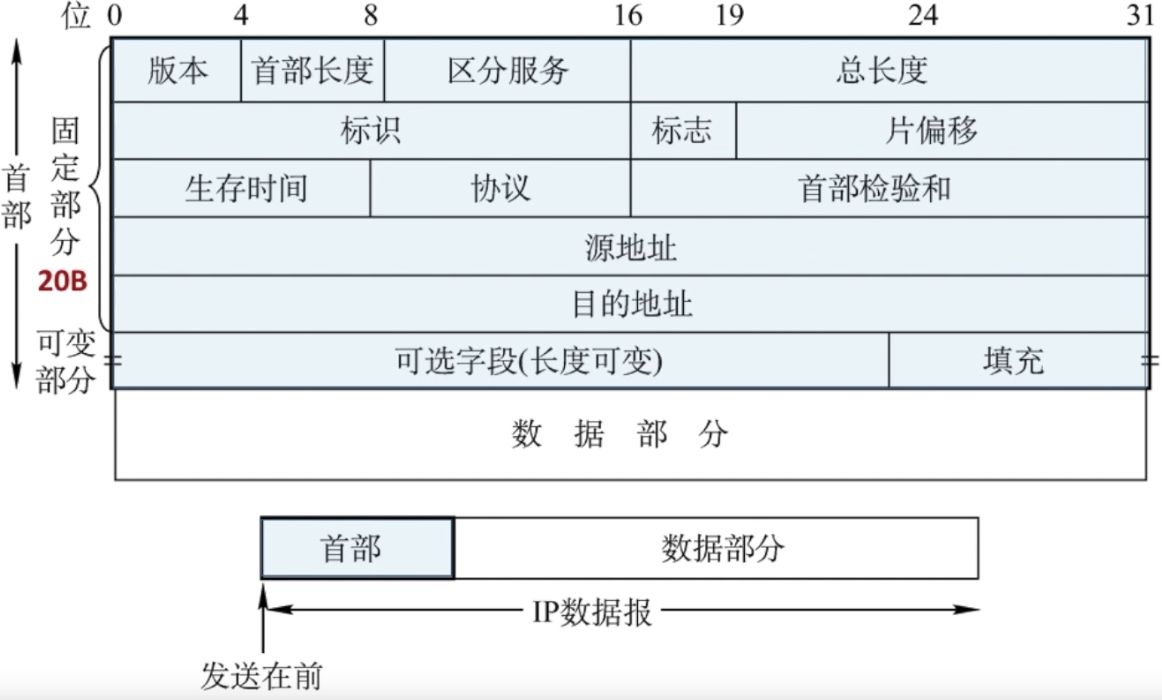 位 0 4 8 16 19 24 31
版本 首部长度 区分服务 总长度
标识 标志 片偏移
生存时间 协议 首部检验和
源地址
目的地址
可选字段(长度可变) 填充
首部
固定部分
20B
可变
部分
数据部分
首部 数据部分
IP数据报
发送在前